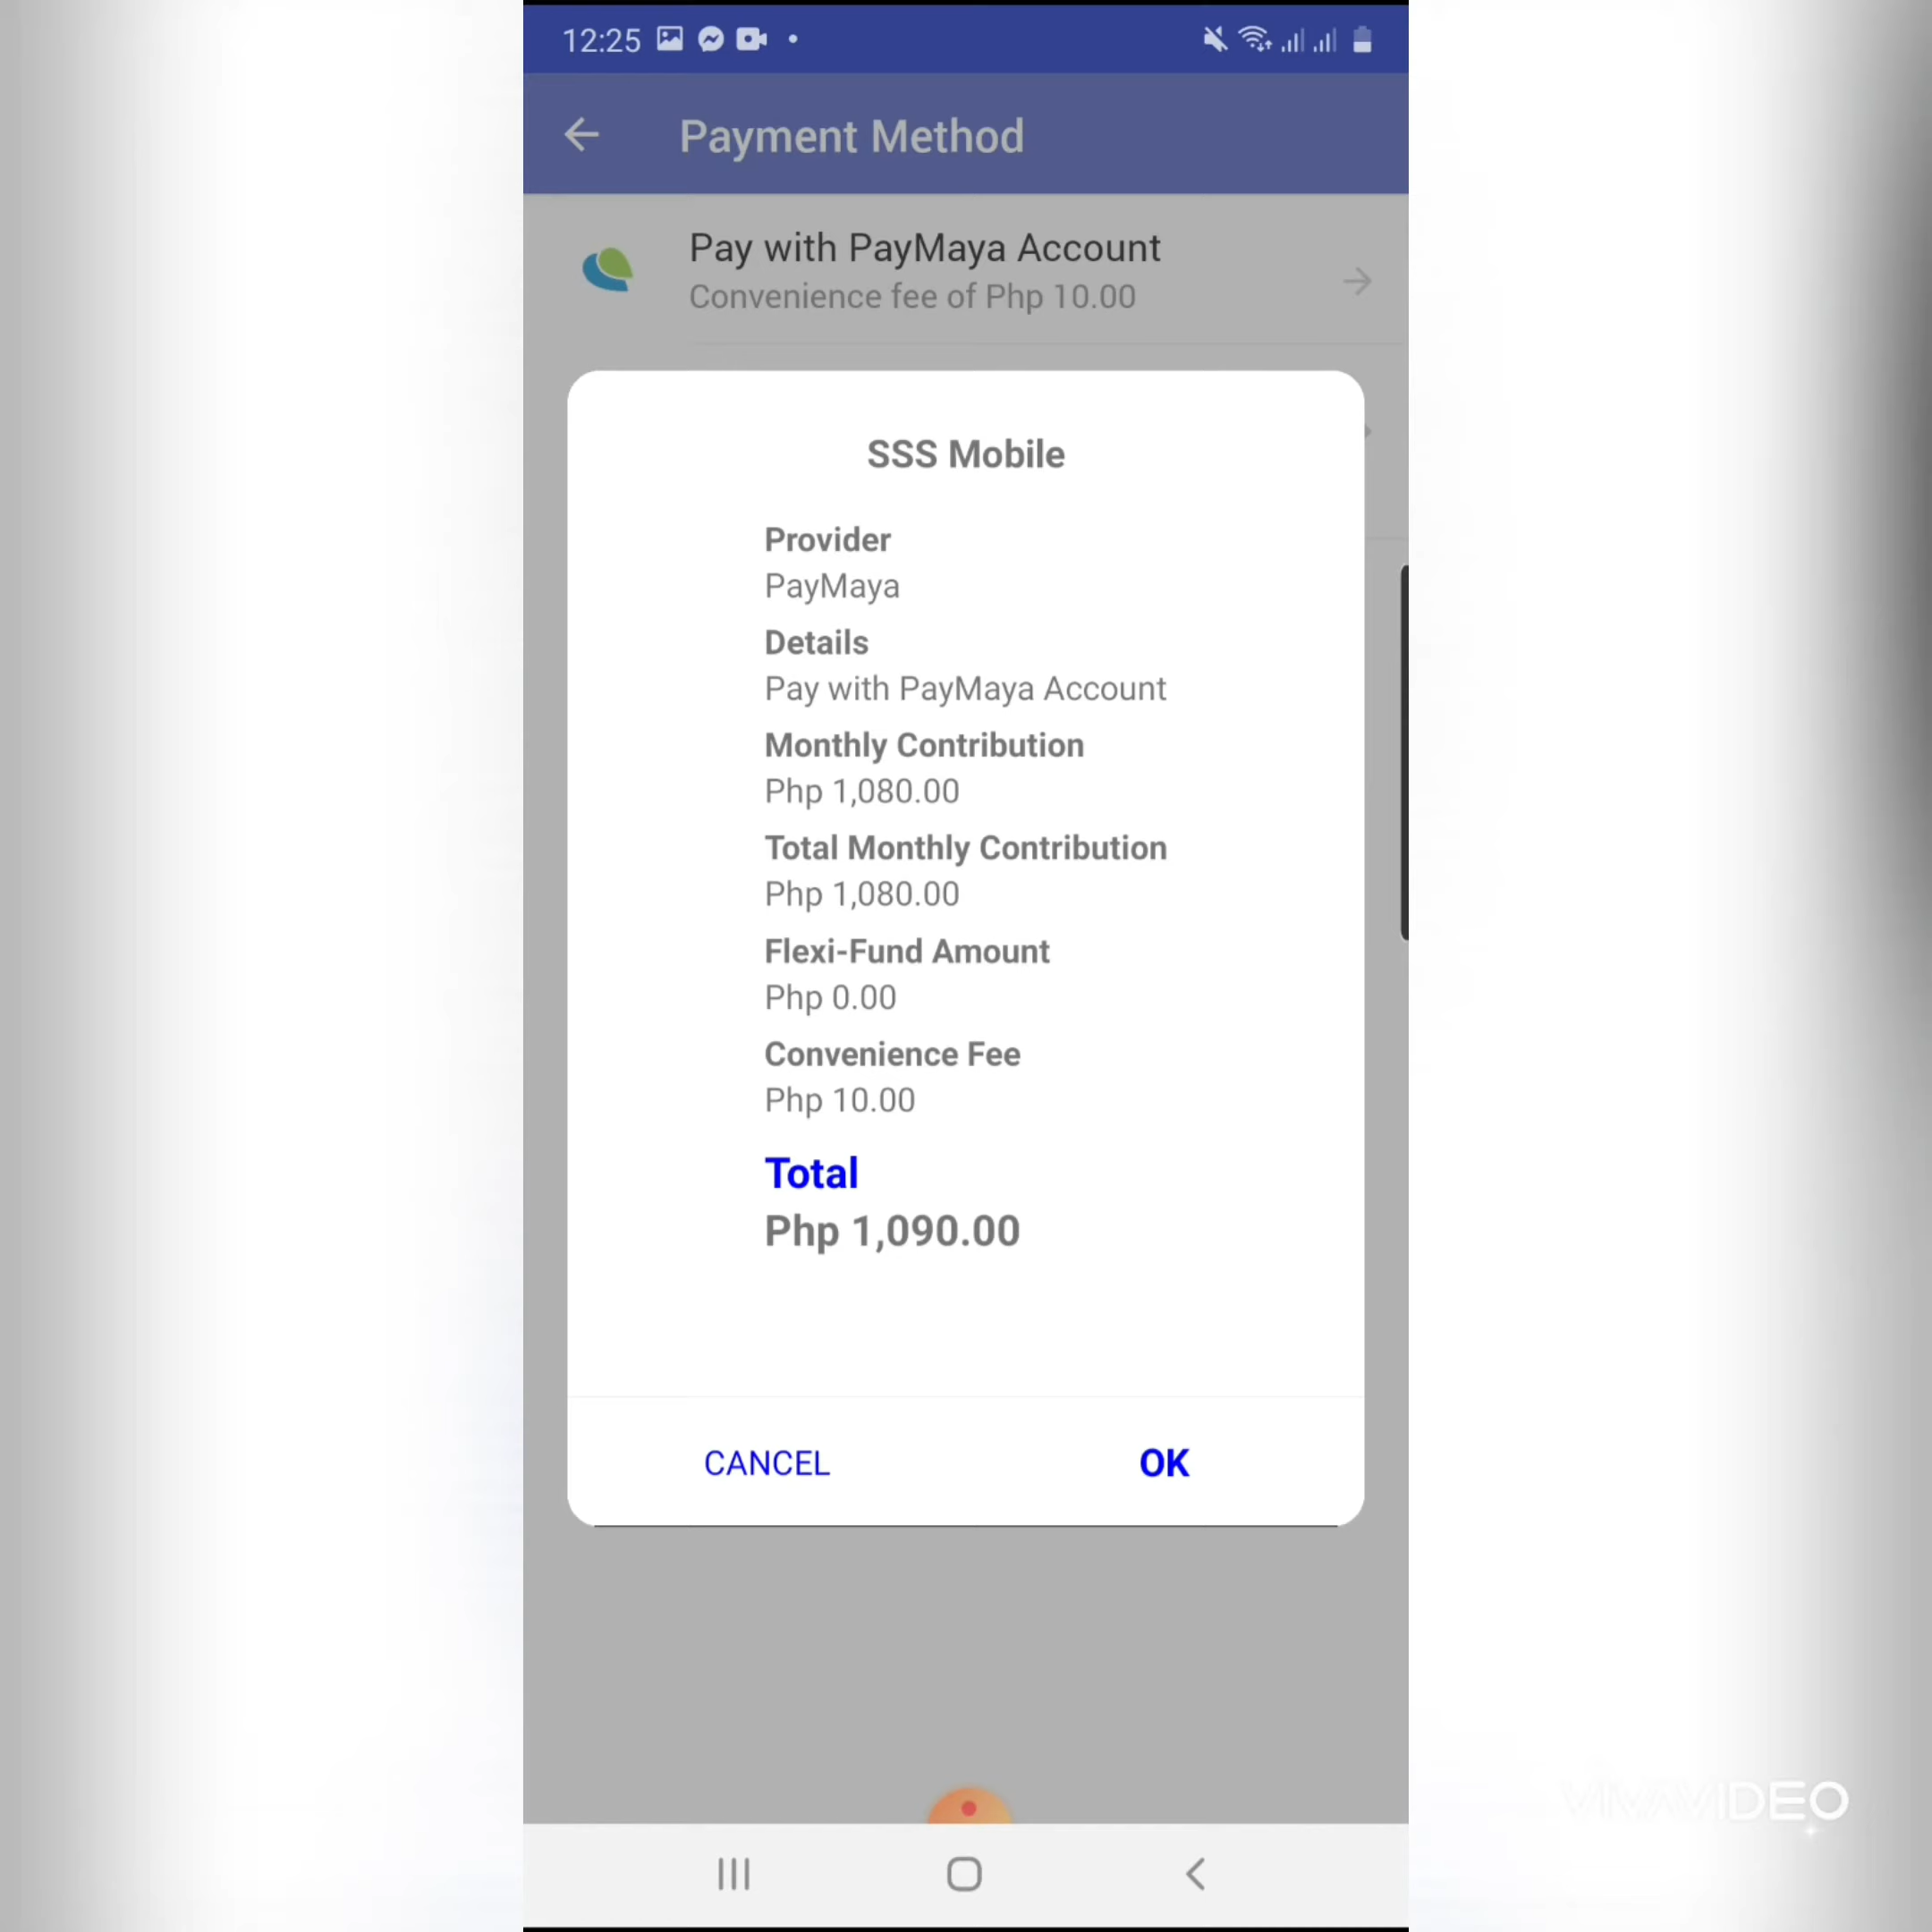 12:25
Payment Method
Pay with PayMaya Account
Convenience fee of Php 10.00
SSS Mobile
Provider
PayMaya
Details
Pay with PayMaya Account
Monthly Contribution
Php 1,080.00
Total Monthly Contribution
Php 1,080.00
Flexi-Fund Amount
Php 0.00
Convenience Fee
Php 10.00
Total
Php 1,090.00
CANCEL
OK
VIVAVIDEO